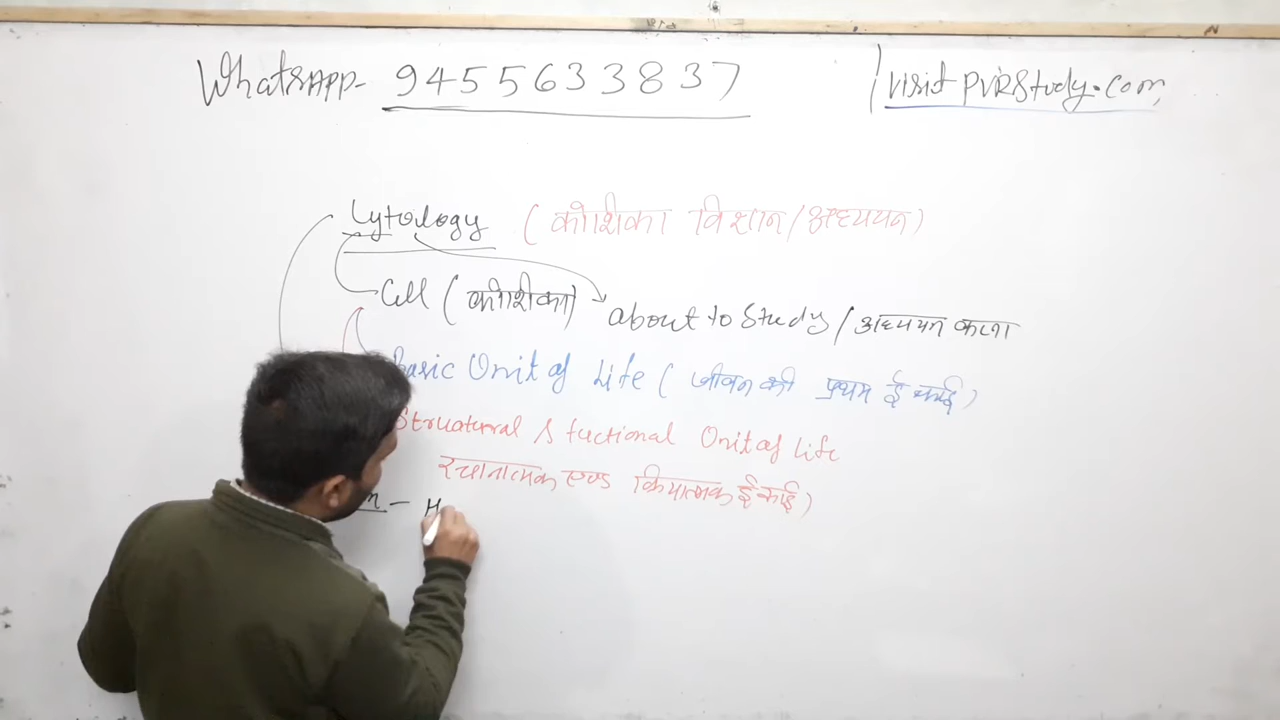 WhatsAPP- 9455633837
visit PVRStudy.com
Cytology (कोशिका विज्ञान/अध्ययन)
Cell (कोशिका)
about to Study/अध्ययन करना
Basic Unit of Life (जीवन की प्रथम ईकाई)
Structural & fuctional Unit of Life
रचानात्मक एवं क्रियात्मक ईकाई)
- H